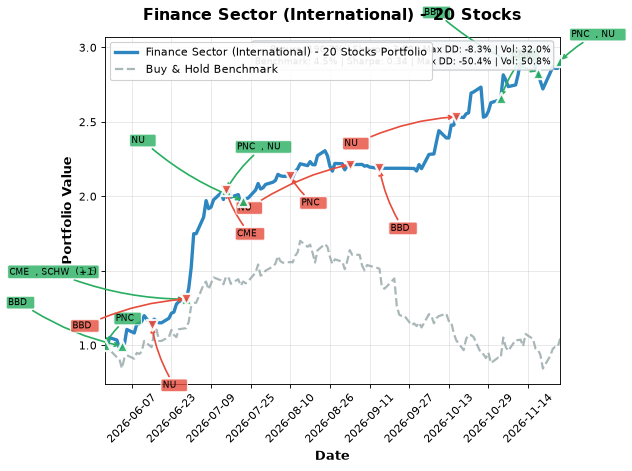 Finance Sector (International) - 20 Stocks
BBD
PNC , NU
Finance Sector (International) - 20 Stocks Portfolio
Buy & Hold Benchmark
Max DD: -8.3% | Vol: 32.0%
Benchmark: 4.5% | Sharpe: 0.34 | Max DD: -50.4% | Vol: 50.8%
3.0
2.5
2.0
1.0
Portfolio Value
NU
PNC , NU
NU
NU
PNC
CME
BBD
CME , SCHW (+1)
BBD
BBD
PNC
NU
2026-06-07
2026-06-23
2026-07-09
2026-07-25
2026-08-10
2026-08-26
2026-09-11
2026-09-27
2026-10-13
2026-10-29
2026-11-14
Date